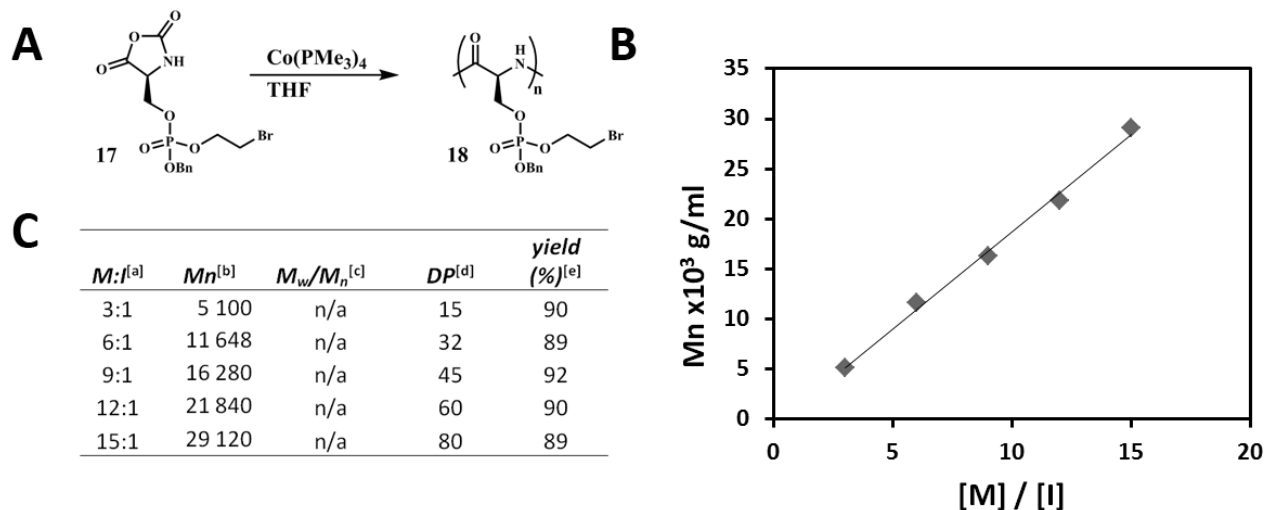 A
O
O
O
NH
O
O
O=P
O
Br
OBn
17
Co(PMe3)4
THF
O
H
N
n
O
O=P
O
Br
OBn
18
B
Mn x10³ g/ml
35
30
25
20
15
10
5
0
0 5 10 15 20
[M] / [I]
C
M:I[a] Mn[b] Mw/Mn[c] DP[d] yield (%)[e]
3:1 5 100 n/a 15 90
6:1 11 648 n/a 32 89
9:1 16 280 n/a 45 92
12:1 21 840 n/a 60 90
15:1 29 120 n/a 80 89